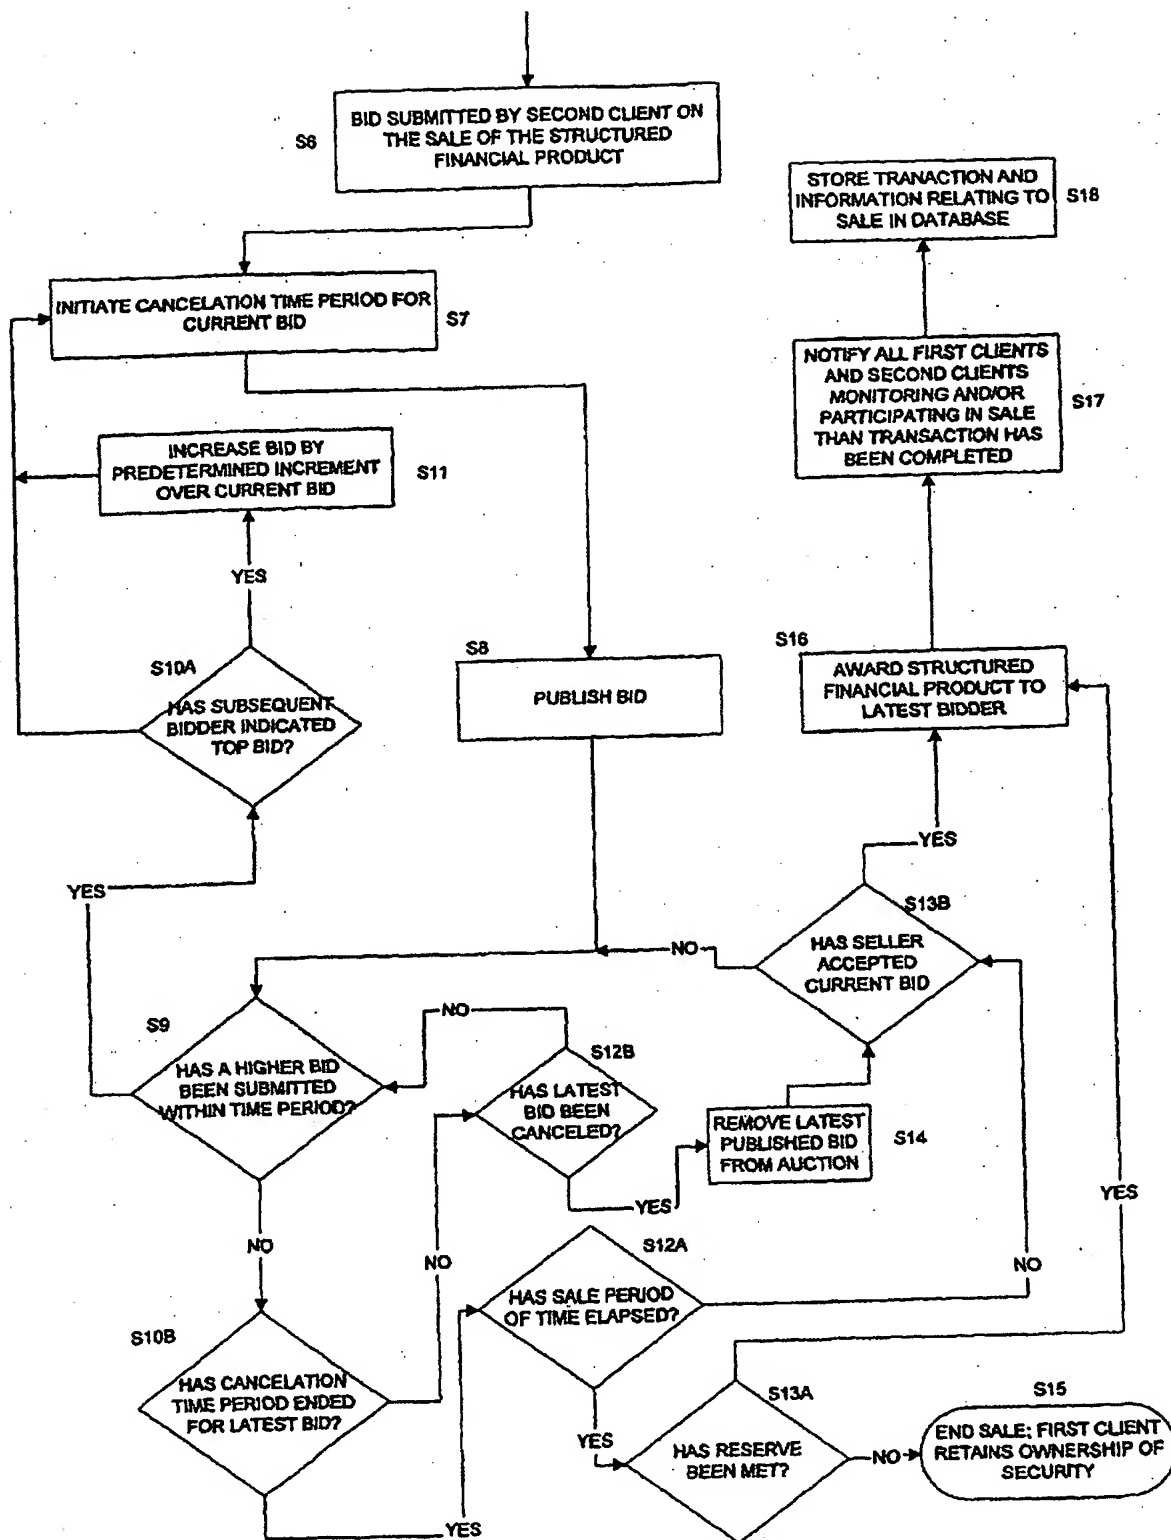 S6
BID SUBMITTED BY SECOND CLIENT ON
THE SALE OF THE STRUCTURED
FINANCIAL PRODUCT
STORE TRANACTION AND
INFORMATION RELATING TO
SALE IN DATABASE
S18
INITIATE CANCELATION TIME PERIOD FOR
CURRENT BID
S7
NOTIFY ALL FIRST CLIENTS
AND SECOND CLIENTS
MONITORING AND/OR
PARTICIPATING IN SALE
THAN TRANSACTION HAS
BEEN COMPLETED
S17
INCREASE BID BY
PREDETERMINED INCREMENT
OVER CURRENT BID
S11
YES
S10A
HAS SUBSEQUENT
BIDDER INDICATED
TOP BID?
S8
PUBLISH BID
S16
AWARD STRUCTURED
FINANCIAL PRODUCT TO
LATEST BIDDER
YES
YES
S13B
HAS SELLER
ACCEPTED
CURRENT BID
NO
S9
HAS A HIGHER BID
BEEN SUBMITTED
WITHIN TIME PERIOD?
NO
S12B
HAS LATEST
BID BEEN
CANCELED?
REMOVE LATEST
PUBLISHED BID
FROM AUCTION
S14
YES
YES
NO
NO
S12A
HAS SALE PERIOD
OF TIME ELAPSED?
NO
S10B
HAS CANCELATION
TIME PERIOD ENDED
FOR LATEST BID?
YES
S13A
HAS RESERVE
BEEN MET?
NO
S15
END SALE; FIRST CLIENT
RETAINS OWNERSHIP OF
SECURITY
YES